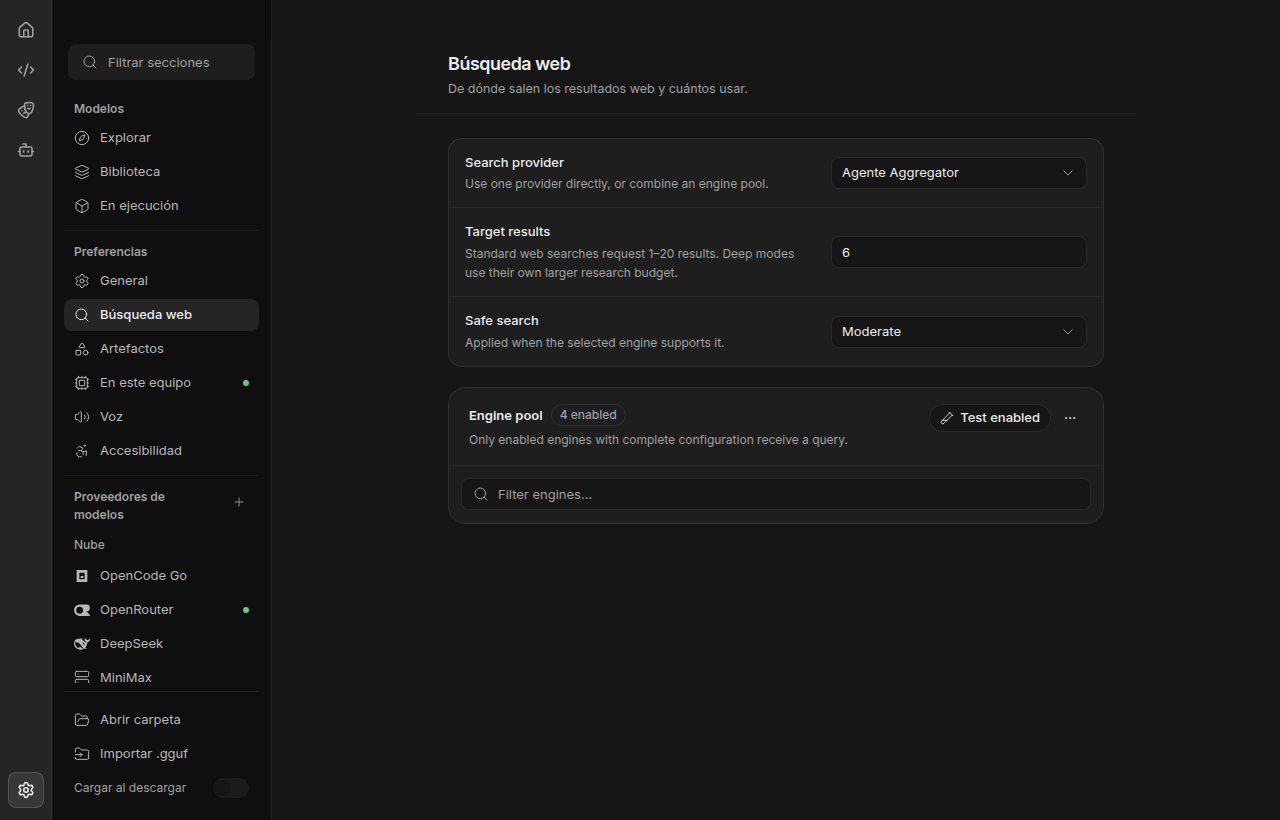 Filtrar secciones
Modelos
Explorar
Biblioteca
En ejecución
Preferencias
General
Búsqueda web
Artefactos
En este equipo
Voz
Accesibilidad
Proveedores de
modelos
Nube
OpenCode Go
OpenRouter
DeepSeek
MiniMax
Abrir carpeta
Importar .gguf
Cargar al descargar
Búsqueda web
De dónde salen los resultados web y cuántos usar.
Search provider
Use one provider directly, or combine an engine pool.
Agente Aggregator
Target results
Standard web searches request 1–20 results. Deep modes
use their own larger research budget.
6
Safe search
Applied when the selected engine supports it.
Moderate
Engine pool 4 enabled
Only enabled engines with complete configuration receive a query.
Test enabled
Filter engines...